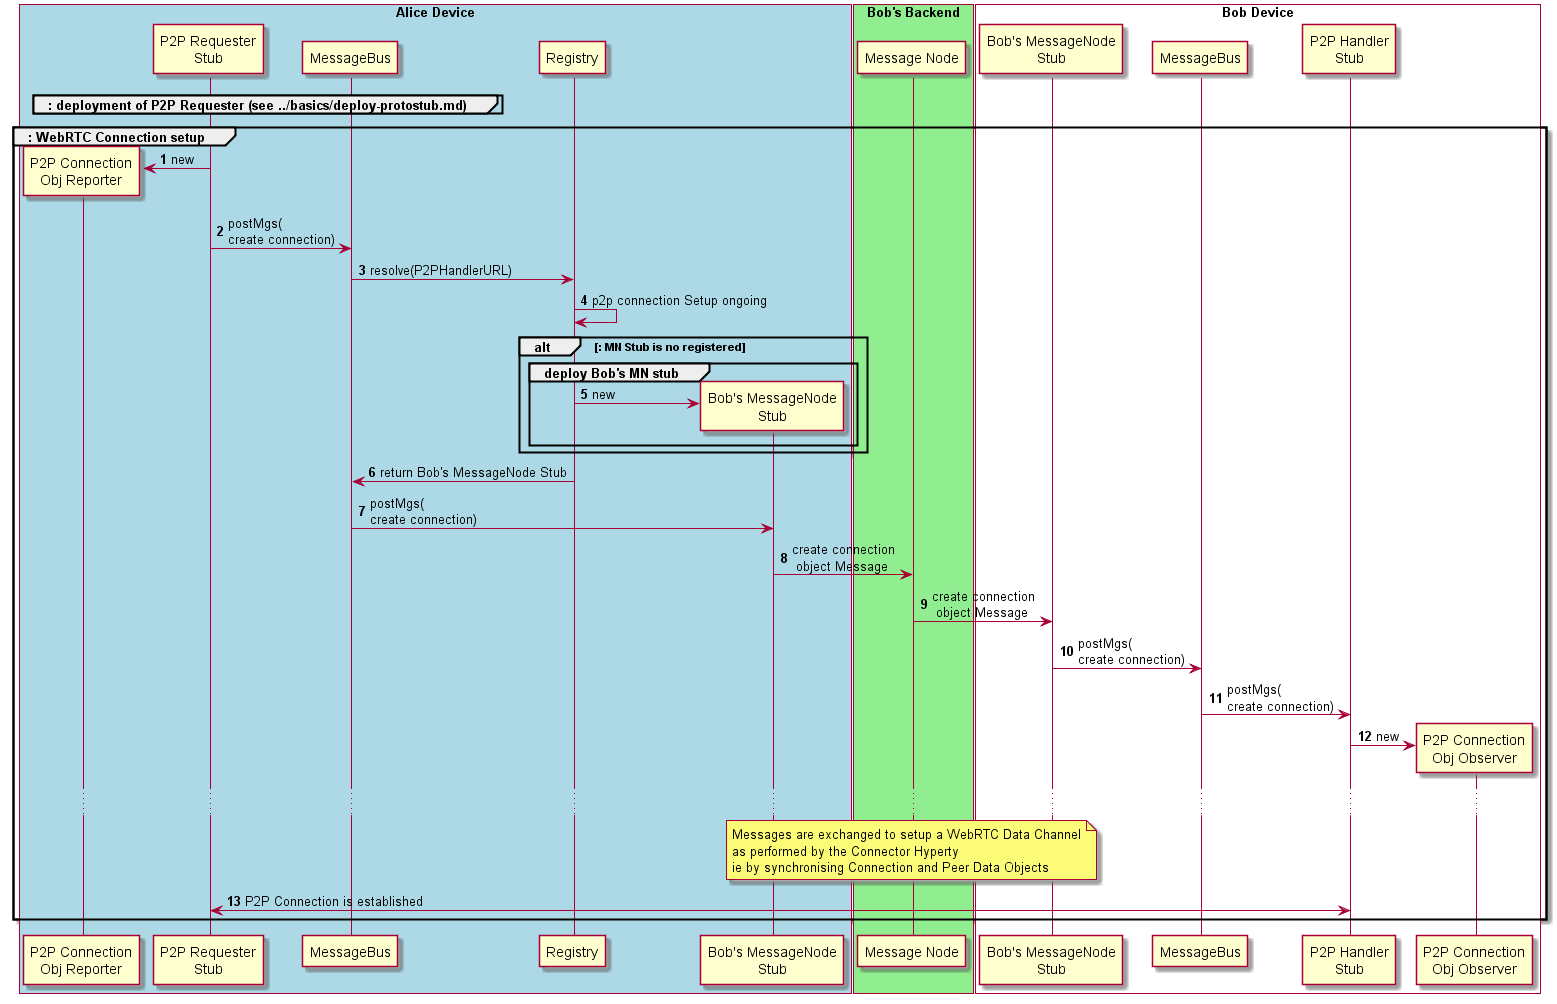 Alice Device
Bob's Backend
Bob Device
P2P Requester
Stub
MessageBus
Registry
Message Node
Bob's MessageNode
Stub
MessageBus
P2P Handler
Stub
: deployment of P2P Requester (see ../basics/deploy-protostub.md)
: WebRTC Connection setup
P2P Connection
Obj Reporter
1 new
2 postMgs(
create connection)
3 resolve(P2PHandlerURL)
4 p2p connection Setup ongoing
alt [: MN Stub is no registered]
deploy Bob's MN stub
5 new
Bob's MessageNode
Stub
6 return Bob's MessageNode Stub
7 postMgs(
create connection)
8 create connection
object Message
9 create connection
object Message
10 postMgs(
create connection)
11 postMgs(
create connection)
12 new
P2P Connection
Obj Observer
Messages are exchanged to setup a WebRTC Data Channel
as performed by the Connector Hyperty
ie by synchronising Connection and Peer Data Objects
13 P2P Connection is established
P2P Connection
Obj Reporter
P2P Requester
Stub
MessageBus
Registry
Bob's MessageNode
Stub
Message Node
Bob's MessageNode
Stub
MessageBus
P2P Handler
Stub
P2P Connection
Obj Observer